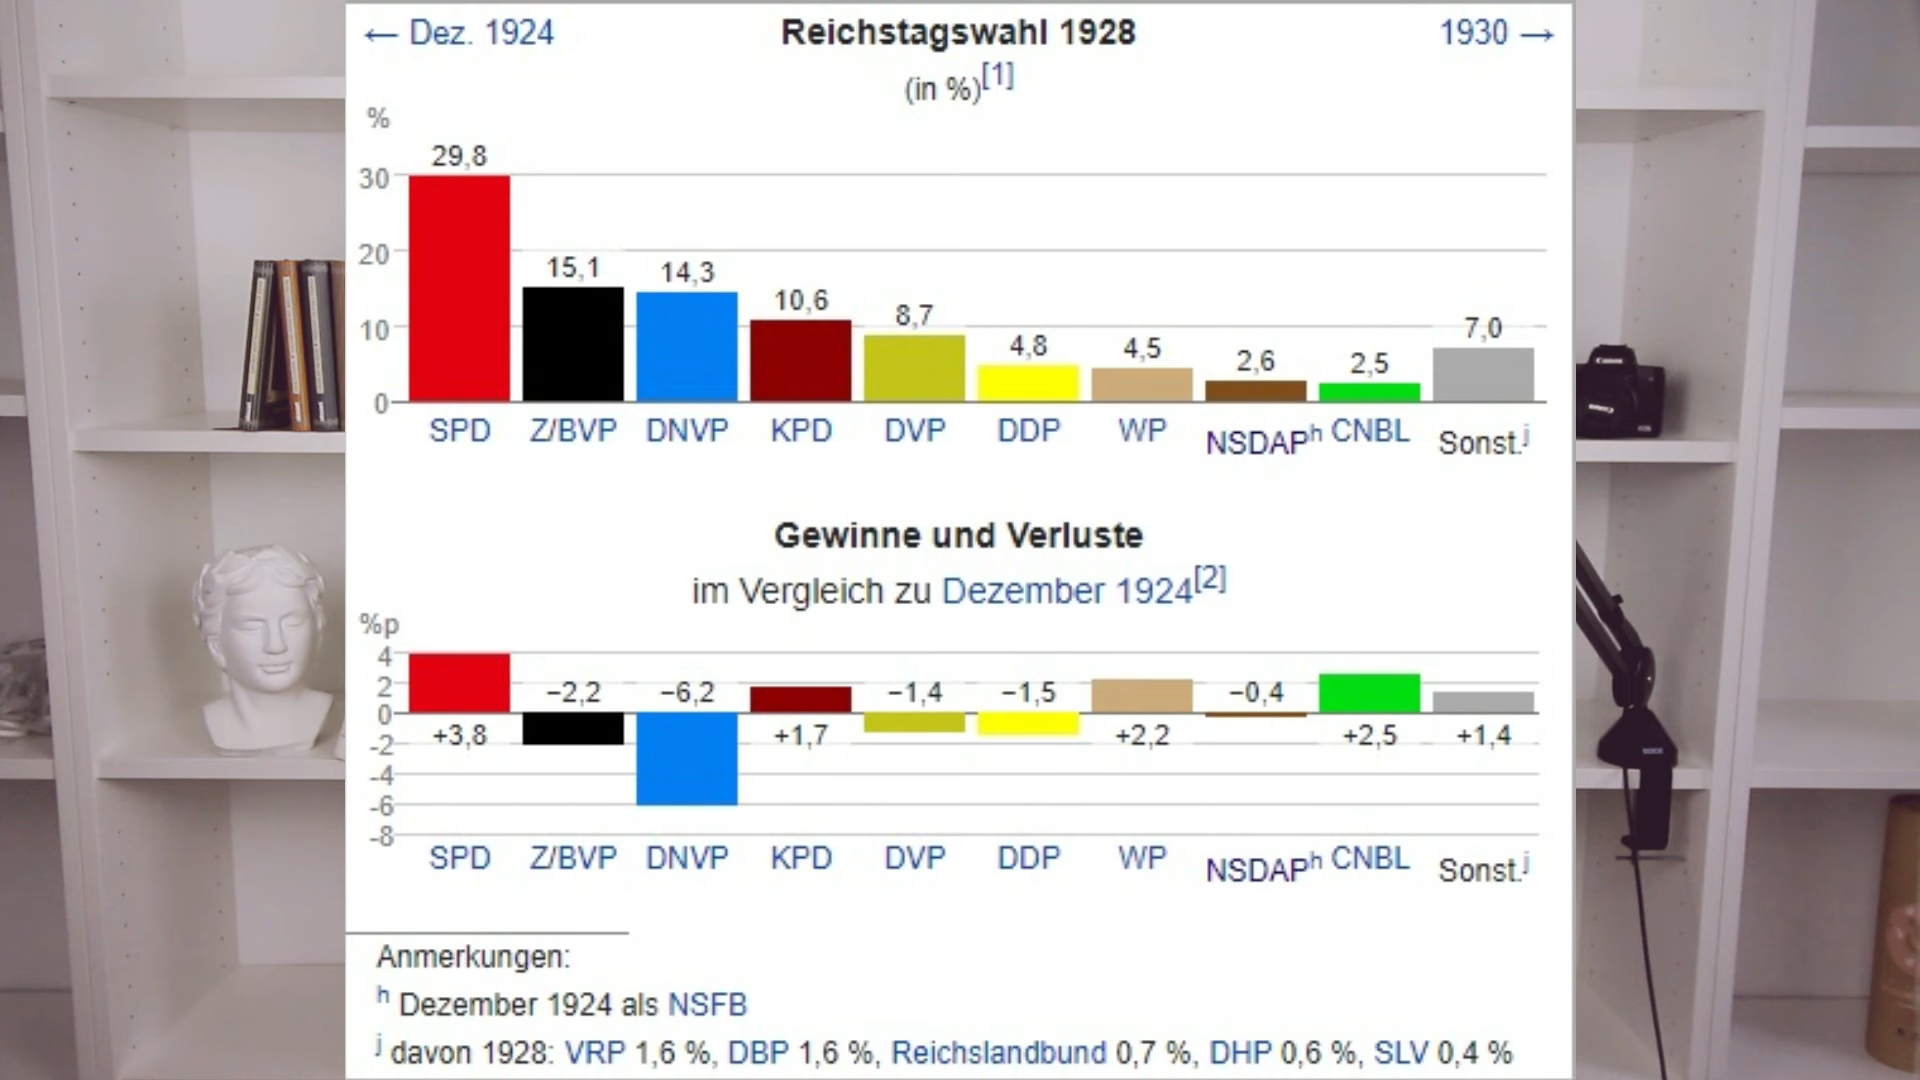 ← Dez. 1924 Reichstagswahl 1928 1930 →
(in %)[1]
%
29,8
30
20
15,1
14,3
10,6
10
8,7
4,8
4,5
2,6
2,5
7,0
0
SPD Z/BVP DNVP KPD DVP DDP WP NSDAPh CNBL Sonst.j
Gewinne und Verluste
im Vergleich zu Dezember 1924[2]
%p
4
2
0
-2
-4
-6
-8
+3,8 −2,2 −6,2 +1,7 −1,4 −1,5 +2,2 −0,4 +2,5 +1,4
SPD Z/BVP DNVP KPD DVP DDP WP NSDAPh CNBL Sonst.j
Anmerkungen:
h Dezember 1924 als NSFB
j davon 1928: VRP 1,6 %, DBP 1,6 %, Reichslandbund 0,7 %, DHP 0,6 %, SLV 0,4 %
Canon